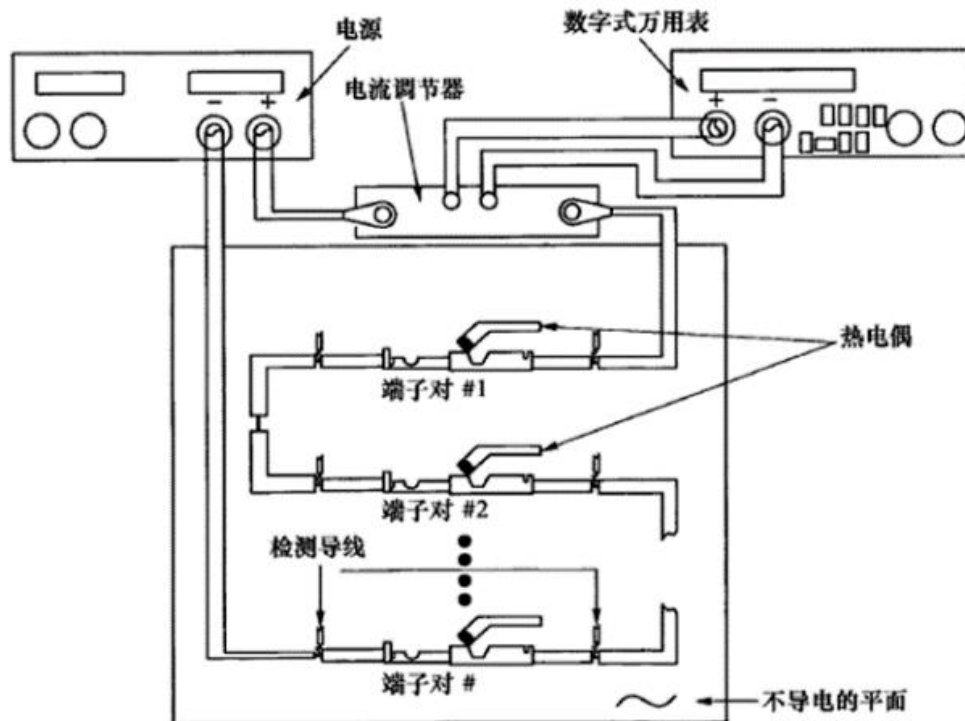 电源
数字式万用表
电流调节器
- +
+ -
热电偶
端子对 #1
端子对 #2
检测导线
端子对 #
不导电的平面